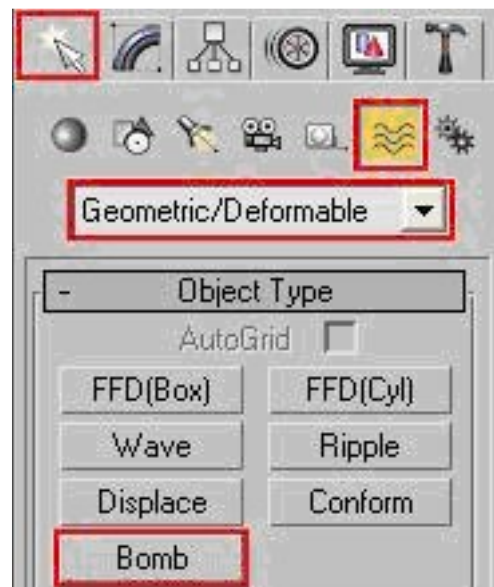 Geometric/Deformable
- Object Type
AutoGrid
FFD(Box) FFD(Cyl)
Wave Ripple
Displace Conform
Bomb